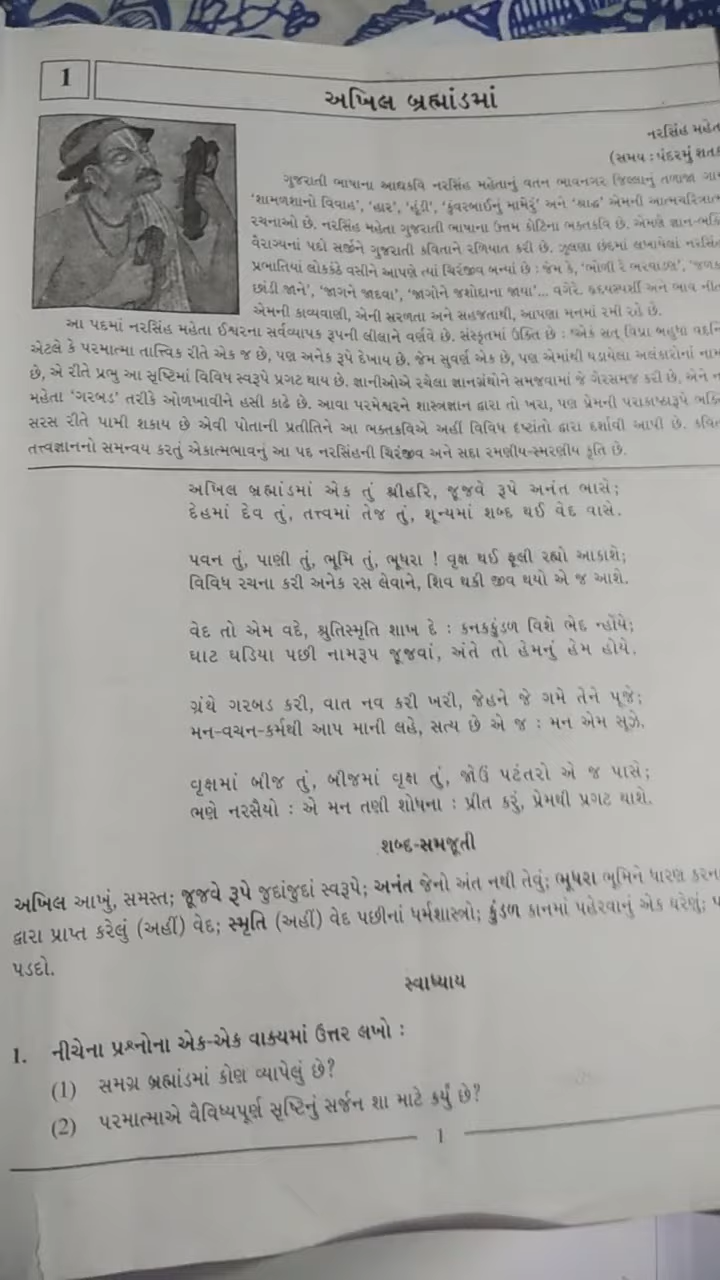 1
અખિલ બ્રહ્માંડમાં
નરસિંહ મહેતા
(સમય : પંદરમું
ગુજરાતી ભાષાના આદ્યકવિ નરસિંહ મહેતાનું વતન ભાવનગર જિલ્લાનું તળાજા
'શામળશાનો વિવાહ', 'હાર', 'હૂંડી', 'કુંવરબાઈનું મામેરું' અને 'શ્રાદ્ધ' એમની
રચનાઓ છે. નરસિંહ મહેતા ગુજરાતી ભાષાના ઉત્તમ કોટિના ભક્તકવિ છે. એમણે
વૈરાગ્યનાં પદો સર્જીને ગુજરાતી કવિતાને રળિયાત કરી છે. ઝૂલણા છંદમાં લખાયેલાં
પ્રભાતિયાં લોકકંઠે વસીને આપણે ત્યાં ચિરંજીવ બન્યાં છે : જેમ કે, 'ભોળી રે ભરવાડણ',
છાંડી જાને', 'જાગને જાદવા', 'જાગોને જશોદાના જાયા'... વગેરે. હૃદયસ્પર્શી અને ભાવ
એમની કાવ્યવાણી, એની સરળતા અને સહજતાથી, આપણા મનમાં રમી રહે છે.
આ પદમાં નરસિંહ મહેતા ઈશ્વરના સર્વવ્યાપક રૂપની લીલાને વર્ણવે છે. સંસ્કૃતમાં ઉક્તિ છે : 'એક સત્ વિપ્રા બહુધા
એટલે કે પરમાત્મા તાત્ત્વિક રીતે એક જ છે, પણ અનેક રૂપે દેખાય છે. જેમ સુવર્ણ એક છે, પણ એમાંથી ઘડાયેલા અલંકારોનાં નામ
છે, એ રીતે પ્રભુ આ સૃષ્ટિમાં વિવિધ સ્વરૂપે પ્રગટ થાય છે. જ્ઞાનીઓએ રચેલા જ્ઞાનગ્રંથોને સમજવામાં જે ગેરસમજ કરી છે. એને
મહેતા 'ગરબડ' તરીકે ઓળખાવીને હસી કાઢે છે. આવા પરમેશ્વરને શાસ્ત્રજ્ઞાન દ્વારા તો ખરા, પણ પ્રેમની પરાકાષ્ઠારૂપે
સરસ રીતે પામી શકાય છે એવી પોતાની પ્રતીતિને આ ભક્તકવિએ અહીં વિવિધ દૃષ્ટાંતો દ્વારા દર્શાવી આપી છે.
તત્ત્વજ્ઞાનનો સમન્વય કરતું એકાત્મભાવનું આ પદ નરસિંહની ચિરંજીવ અને સદા રમણીય-સ્મરણીય કૃતિ છે.
અખિલ બ્રહ્માંડમાં એક તું શ્રીહરિ, જૂજવે રૂપે અનંત ભાસે;
દેહમાં દેવ તું, તત્ત્વમાં તેજ તું, શૂન્યમાં શબ્દ થઈ વેદ વાસે.
પવન તું, પાણી તું, ભૂમિ તું, ભૂધરા ! વૃક્ષ થઈ ફૂલી રહ્યો આકાશે;
વિવિધ રચના કરી અનેક રસ લેવાને, શિવ થકી જીવ થયો એ જ આશે.
વેદ તો એમ વદે, શ્રુતિસ્મૃતિ શાખ દે : કનકકુંડળ વિશે ભેદ ન્હોયે;
ઘાટ ઘડિયા પછી નામરૂપ જૂજવાં, અંતે તો હેમનું હેમ હોયે.
ગ્રંથે ગરબડ કરી, વાત નવ કરી ખરી, જેહને જે ગમે તેને પૂજે;
મન-વચન-કર્મથી આપ માની લહે, સત્ય છે એ જ : મન એમ સૂઝે.
વૃક્ષમાં બીજ તું, બીજમાં વૃક્ષ તું, જોઉં પટંતરો એ જ પાસે;
ભણે નરસૈયો : એ મન તણી શોધના : પ્રીત કરું, પ્રેમથી પ્રગટ થાશે.
શબ્દ-સમજૂતી
અખિલ આખું, સમસ્ત; જૂજવે રૂપે જુદાંજુદાં સ્વરૂપે; અનંત જેનો અંત નથી તેવું; ભૂધરા ભૂમિને ધારણ
દ્વારા પ્રાપ્ત કરેલું (અહીં) વેદ; સ્મૃતિ (અહીં) વેદ પછીનાં ધર્મશાસ્ત્રો; કુંડળ કાનમાં પહેરવાનું એક ઘરેણું;
પડદો.
સ્વાધ્યાય
1. નીચેના પ્રશ્નોના એક-એક વાક્યમાં ઉત્તર લખો :
(1) સમગ્ર બ્રહ્માંડમાં કોણ વ્યાપેલું છે?
(2) પરમાત્માએ વૈવિધ્યપૂર્ણ સૃષ્ટિનું સર્જન શા માટે કર્યું છે?
1